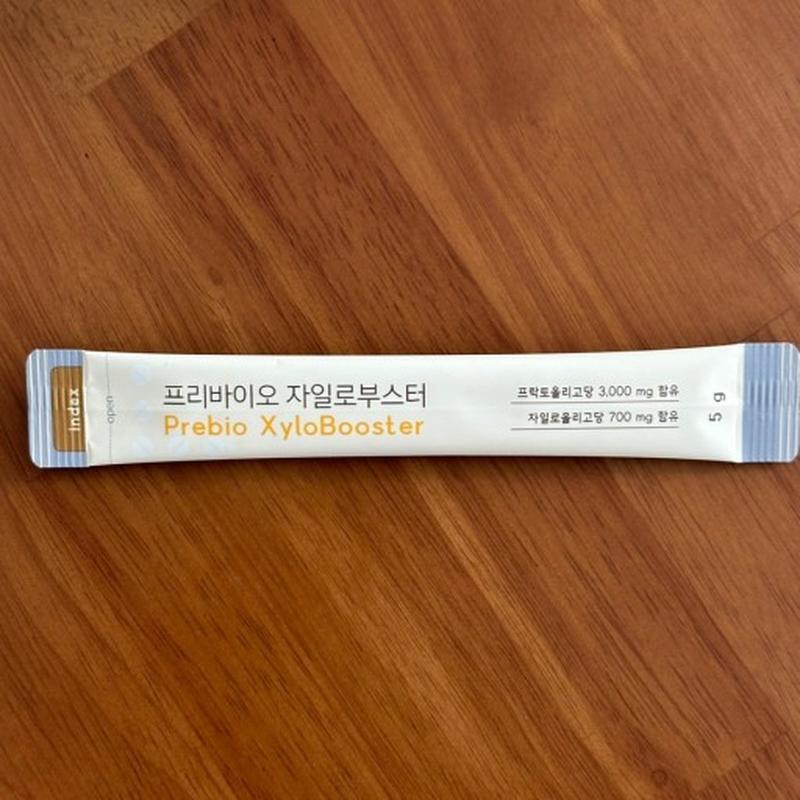 index
open
프리바이오 자일로부스터
Prebio XyloBooster
프락토올리고당 3,000 mg 함유
자일로올리고당 700 mg 함유
5 g